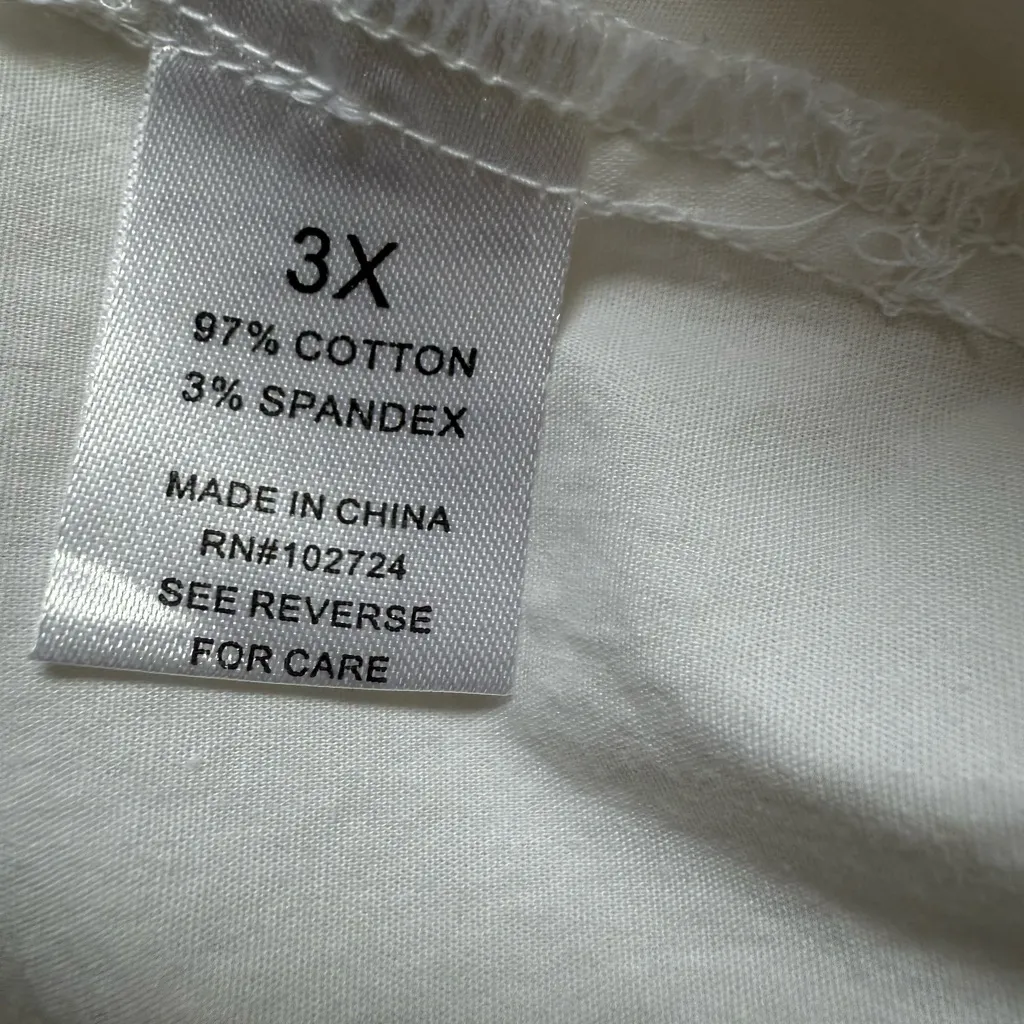 3X
97% COTTON
3% SPANDEX
MADE IN CHINA
RN#102724
SEE REVERSE
FOR CARE